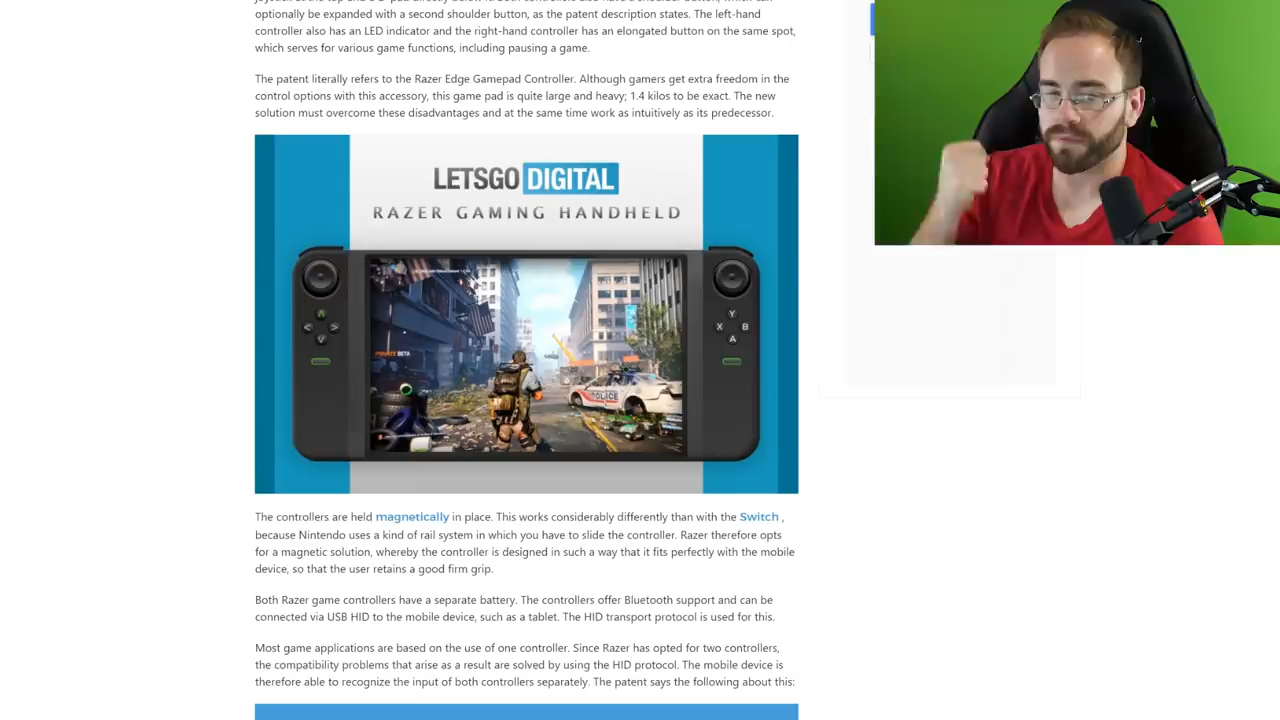 optionally be expanded with a second shoulder button, as the patent description states. The left-hand
controller also has an LED indicator and the right-hand controller has an elongated button on the same spot,
which serves for various game functions, including pausing a game.
The patent literally refers to the Razer Edge Gamepad Controller. Although gamers get extra freedom in the
control options with this accessory, this game pad is quite large and heavy; 1.4 kilos to be exact. The new
solution must overcome these disadvantages and at the same time work as intuitively as its predecessor.
LETSGO DIGITAL
RAZER GAMING HANDHELD
Y
X B
A
PRIVATE BETA
POLICE
The controllers are held magnetically in place. This works considerably differently than with the Switch ,
because Nintendo uses a kind of rail system in which you have to slide the controller. Razer therefore opts
for a magnetic solution, whereby the controller is designed in such a way that it fits perfectly with the mobile
device, so that the user retains a good firm grip.
Both Razer game controllers have a separate battery. The controllers offer Bluetooth support and can be
connected via USB HID to the mobile device, such as a tablet. The HID transport protocol is used for this.
Most game applications are based on the use of one controller. Since Razer has opted for two controllers,
the compatibility problems that arise as a result are solved by using the HID protocol. The mobile device is
therefore able to recognize the input of both controllers separately. The patent says the following about this: